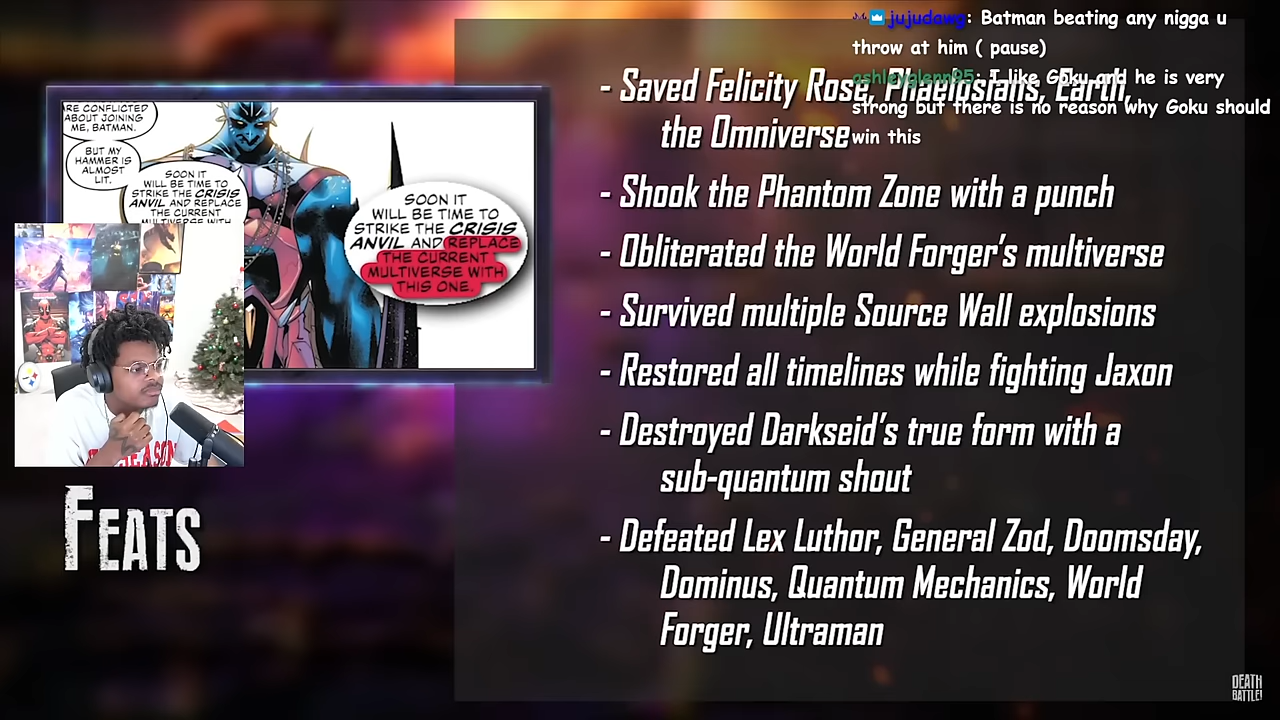 jujudawg: Batman beating any nigga u
throw at him ( pause)
ashleyglenn95: I like Goku and he is very
strong but there is no reason why Goku should
win this
- Saved Felicity Rose, Phaelosians, Earth,
the Omniverse
- Shook the Phantom Zone with a punch
- Obliterated the World Forger's multiverse
- Survived multiple Source Wall explosions
- Restored all timelines while fighting Jaxon
- Destroyed Darkseid's true form with a
sub-quantum shout
- Defeated Lex Luthor, General Zod, Doomsday,
Dominus, Quantum Mechanics, World
Forger, Ultraman
ARE CONFLICTED
ABOUT JOINING
ME, BATMAN.
BUT MY
HAMMER IS
ALMOST
LIT.
SOON IT
WILL BE TIME TO
STRIKE THE CRISIS
ANVIL AND REPLACE
THE CURRENT
MULTIVERSE WITH
SOON IT
WILL BE TIME TO
STRIKE THE CRISIS
ANVIL AND REPLACE
THE CURRENT
MULTIVERSE WITH
THIS ONE.
FEATS
DEATH
BATTLE!